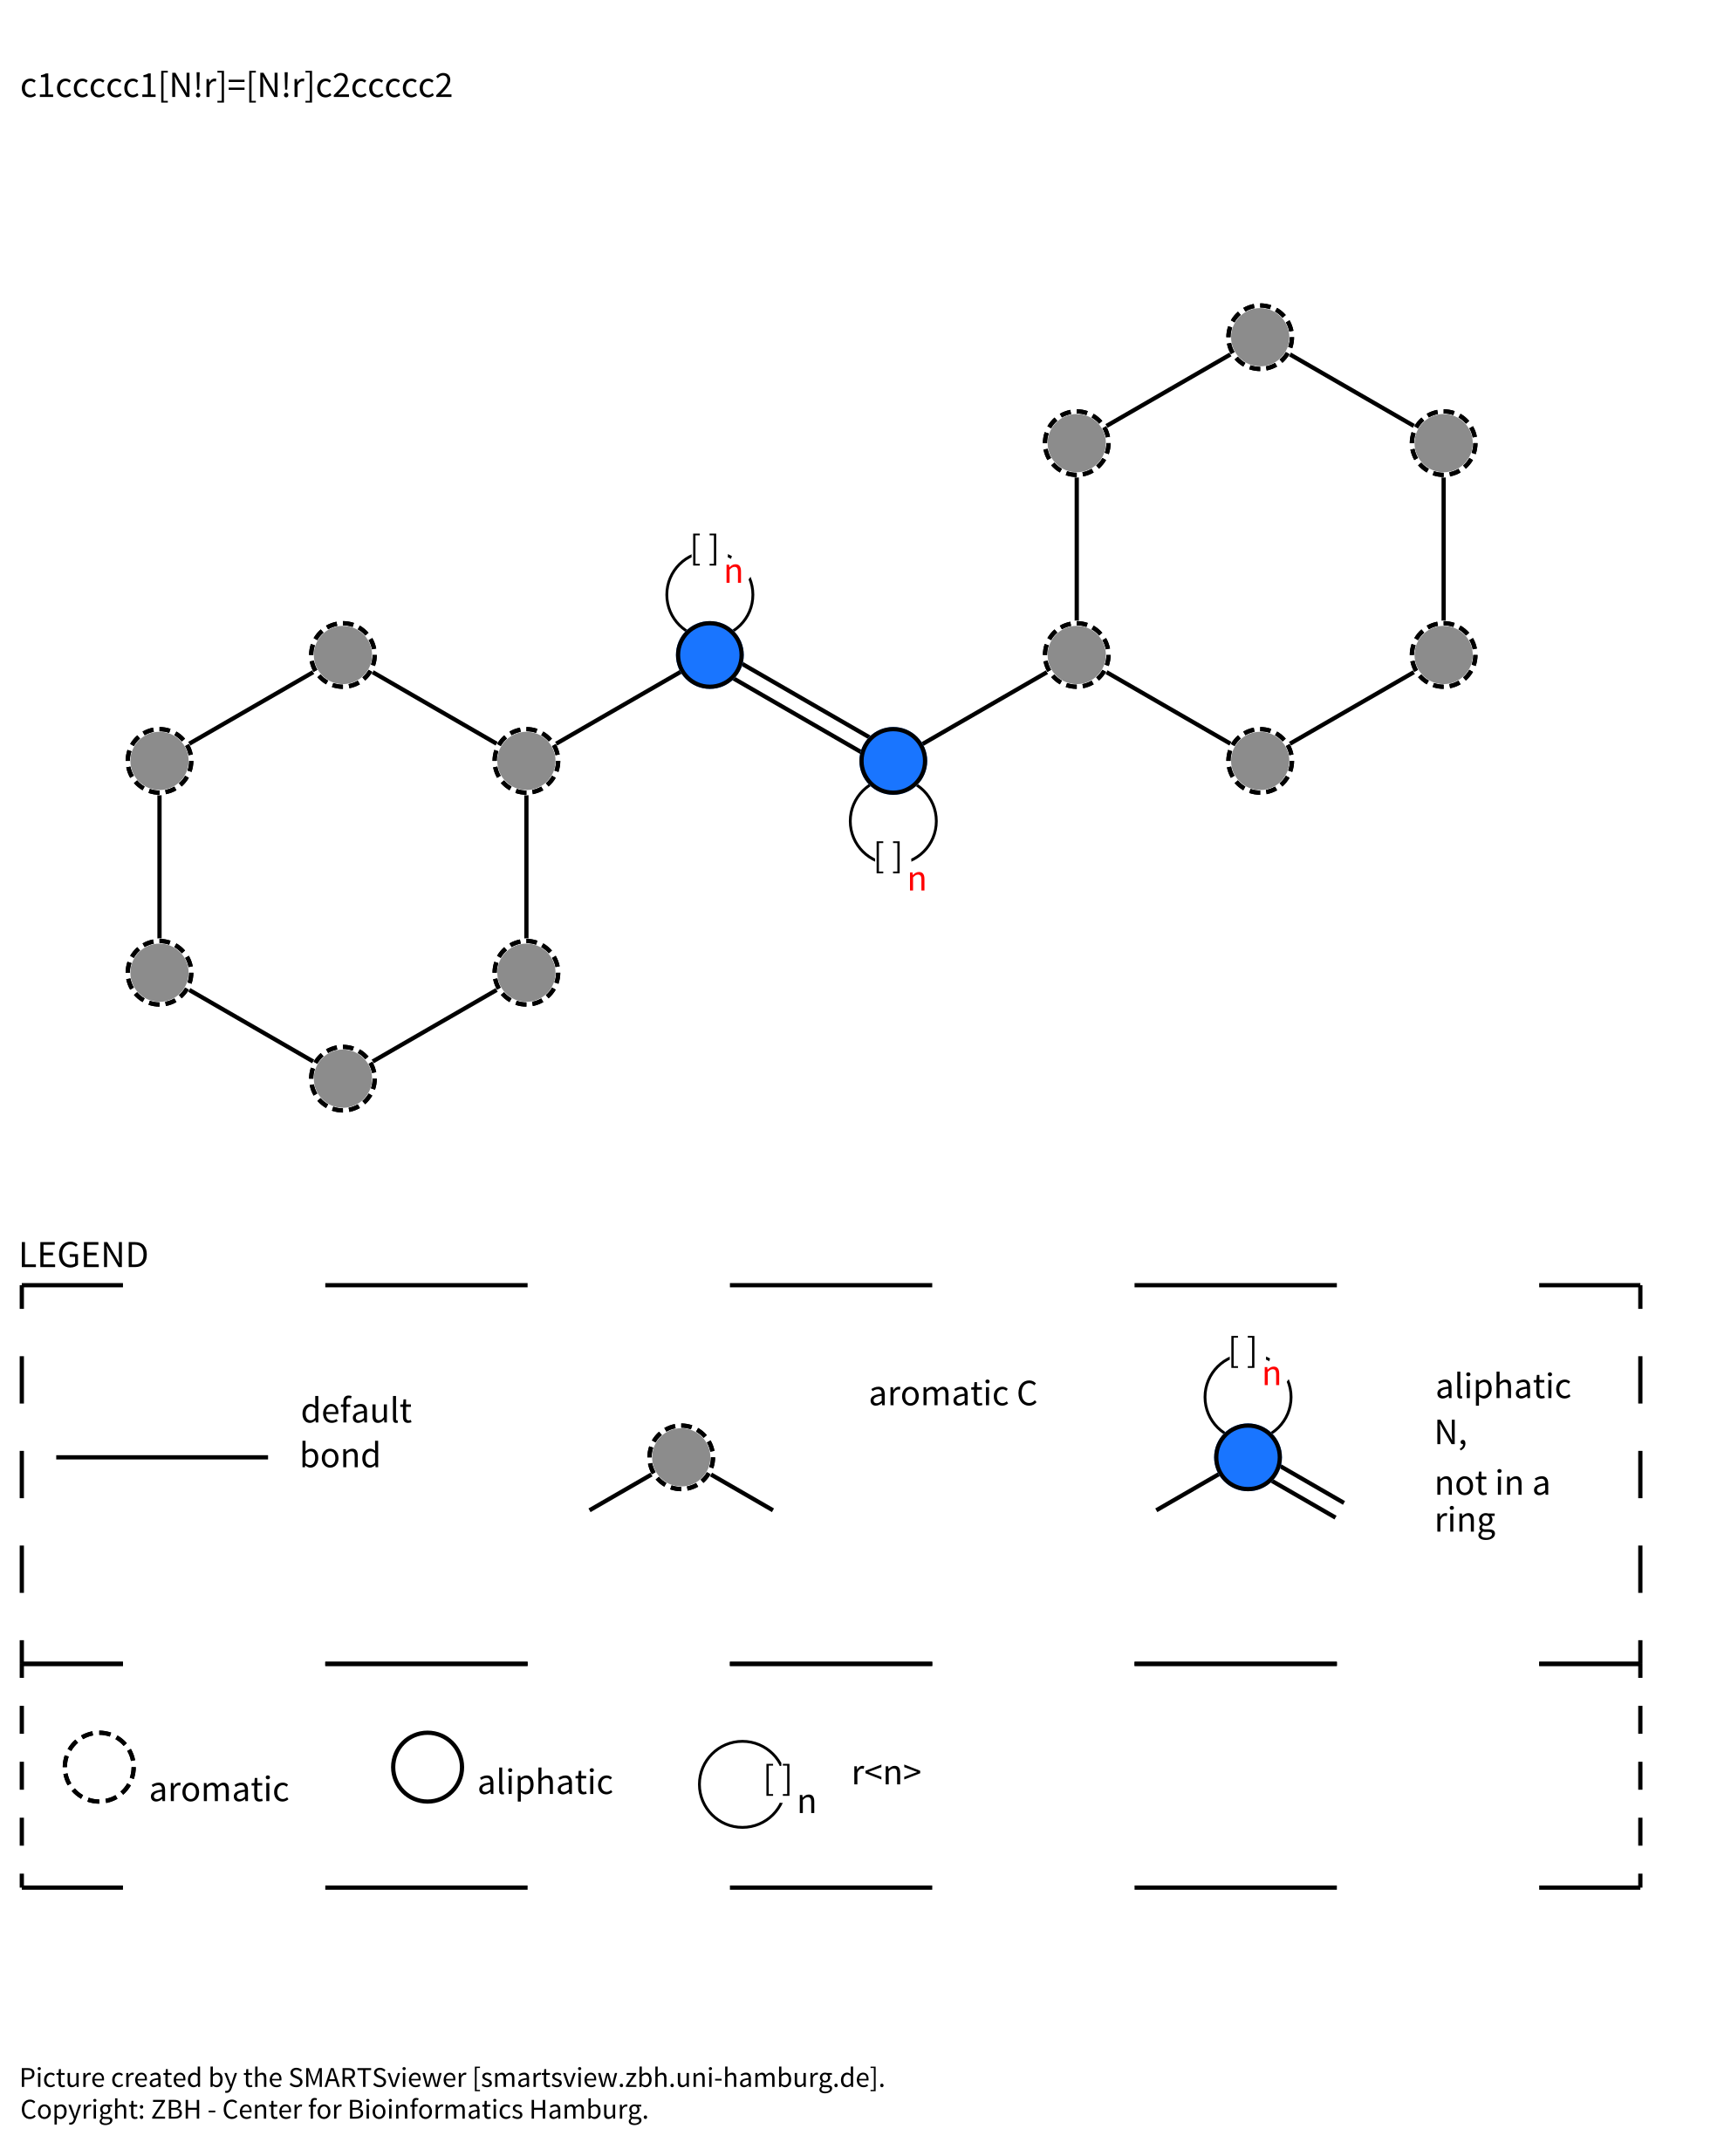 c1ccccc1[N!r]=[N!r]c2ccccc2
[ ]n
[ ]n
LEGEND
default
bond
aromatic C
[ ]n
aliphatic
N,
not in a
ring
aromatic
aliphatic
[ ]n
r<n>
Picture created by the SMARTSviewer [smartsview.zbh.uni-hamburg.de].
Copyright: ZBH - Center for Bioinformatics Hamburg.